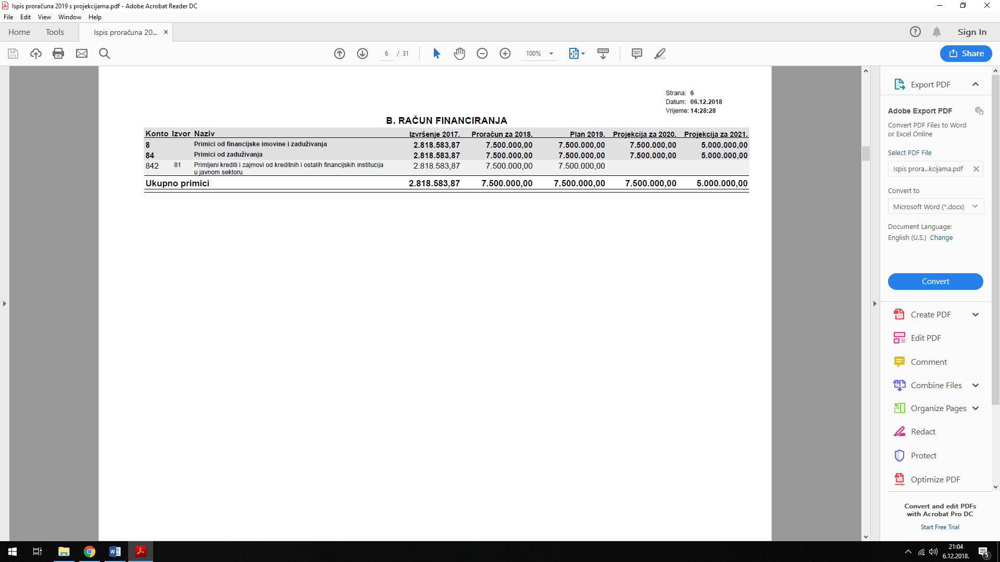 Ispis proračuna 2019 s projekcijama.pdf - Adobe Acrobat Reader DC
File Edit View Window Help
Home Tools Ispis proračuna 20... × Sign In
6 / 31 100% Share
Strana: 6
Datum: 06.12.2018
Vrijeme: 14:28:28
B. RAČUN FINANCIRANJA
Konto Izvor Naziv Izvršenje 2017. Proračun za 2018. Plan 2019. Projekcija za 2020. Projekcija za 2021.
8 Primici od financijske imovine i zaduživanja 2.818.583,87 7.500.000,00 7.500.000,00 7.500.000,00 5.000.000,00
84 Primici od zaduživanja 2.818.583,87 7.500.000,00 7.500.000,00 7.500.000,00 5.000.000,00
842 81 Primljeni krediti i zajmovi od kreditnih i ostalih financijskih institucija 2.818.583,87 7.500.000,00 7.500.000,00
u javnom sektoru
Ukupno primici 2.818.583,87 7.500.000,00 7.500.000,00 7.500.000,00 5.000.000,00
Export PDF
Adobe Export PDF
Convert PDF Files to Word
or Excel Online
Select PDF File
Ispis prora...kcijama.pdf
Convert to
Microsoft Word (*.docx)
Document Language:
English (U.S.) Change
Convert
Create PDF
Edit PDF
Comment
Combine Files
Organize Pages
Redact
Protect
Optimize PDF
Convert and edit PDFs
with Acrobat Pro DC
Start Free Trial
21:04
6.12.2018.
5